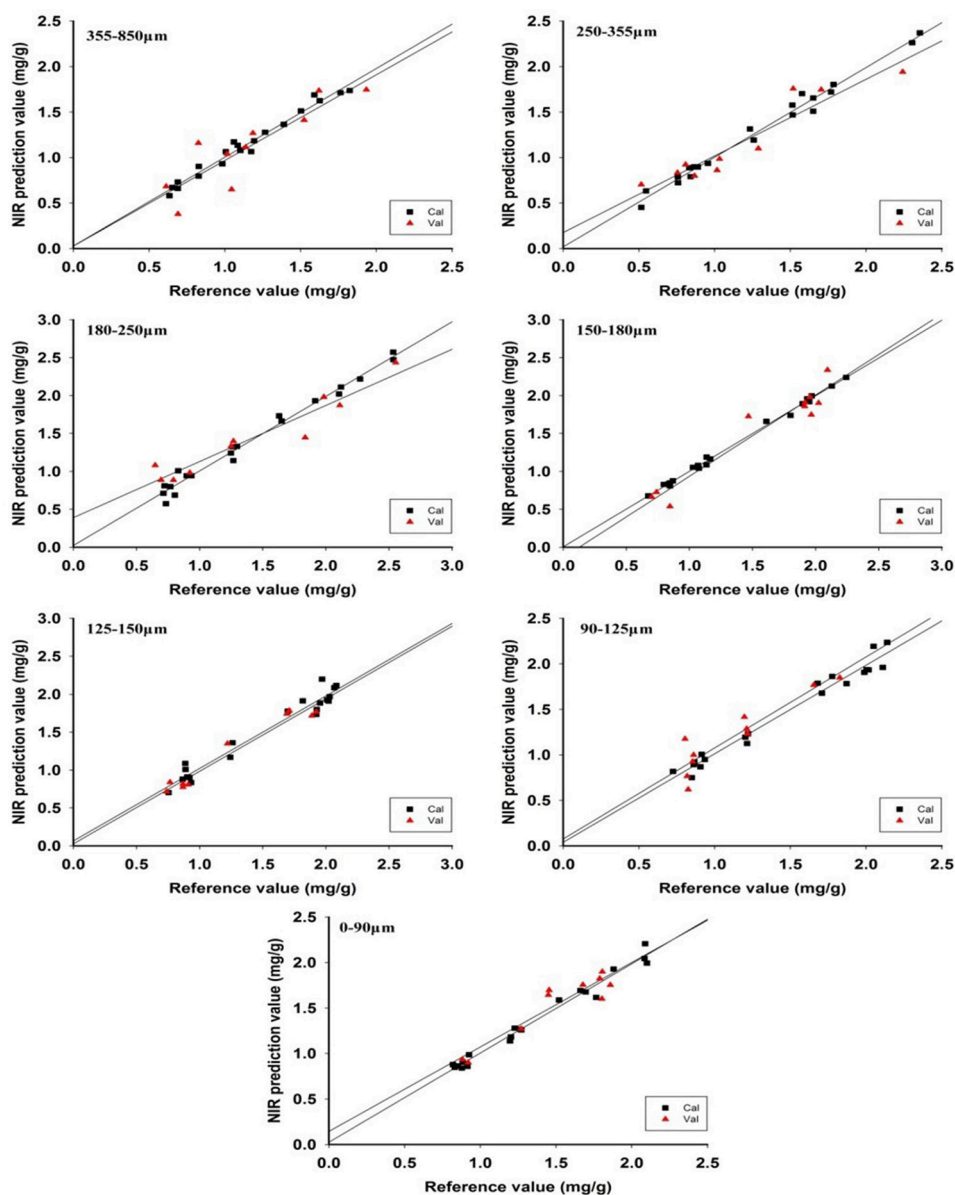 355-850µm
NIR prediction value (mg/g)
2.5
2.0
1.5
1.0
0.5
0.0
Cal
Val
0.0 0.5 1.0 1.5 2.0 2.5
Reference value (mg/g)
250-355µm
NIR prediction value (mg/g)
2.5
2.0
1.5
1.0
0.5
0.0
Cal
Val
0.0 0.5 1.0 1.5 2.0 2.5
Reference value (mg/g)
180-250µm
NIR prediction value (mg/g)
3.0
2.5
2.0
1.5
1.0
0.5
0.0
Cal
Val
0.0 0.5 1.0 1.5 2.0 2.5 3.0
Reference value (mg/g)
150-180µm
NIR prediction value (mg/g)
3.0
2.5
2.0
1.5
1.0
0.5
0.0
Cal
Val
0.0 0.5 1.0 1.5 2.0 2.5 3.0
Reference value (mg/g)
125-150µm
NIR prediction value (mg/g)
3.0
2.5
2.0
1.5
1.0
0.5
0.0
Cal
Val
0.0 0.5 1.0 1.5 2.0 2.5 3.0
Reference value (mg/g)
90-125µm
NIR prediction value (mg/g)
2.5
2.0
1.5
1.0
0.5
0.0
Cal
Val
0.0 0.5 1.0 1.5 2.0 2.5
Reference value (mg/g)
0-90µm
NIR prediction value (mg/g)
2.5
2.0
1.5
1.0
0.5
0.0
Cal
Val
0.0 0.5 1.0 1.5 2.0 2.5
Reference value (mg/g)